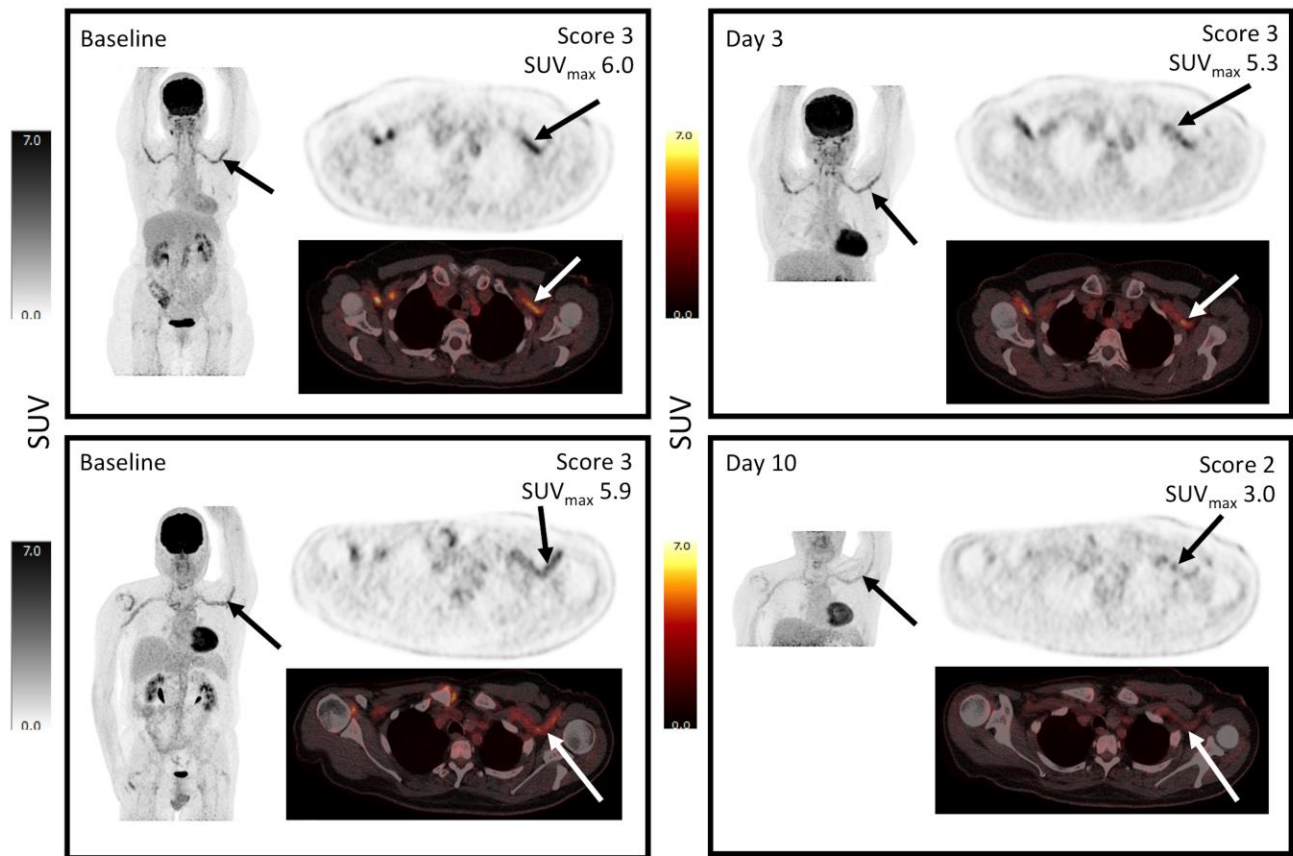 Baseline
Score 3
SUVmax 6.0
7.0
0.0
Day 3
Score 3
SUVmax 5.3
7.0
0.0
SUV
SUV
Baseline
Score 3
SUVmax 5.9
7.0
0.0
Day 10
Score 2
SUVmax 3.0
7.0
0.0